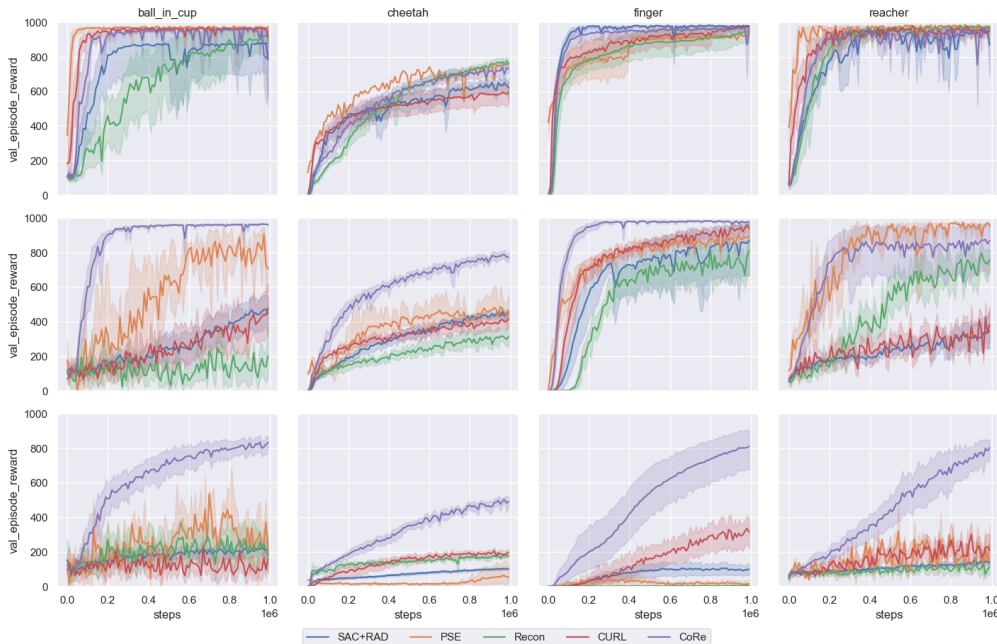 ball_in_cup cheetah finger reacher
val_episode_reward
1000
800
600
400
200
0
val_episode_reward
1000
800
600
400
200
0
val_episode_reward
1000
800
600
400
200
0
0.0 0.2 0.4 0.6 0.8 1.0 0.0 0.2 0.4 0.6 0.8 1.0 0.0 0.2 0.4 0.6 0.8 1.0 0.0 0.2 0.4 0.6 0.8 1.0
steps 1e6 steps 1e6 steps 1e6 steps 1e6
SAC+RAD PSE Recon CURL CoRe